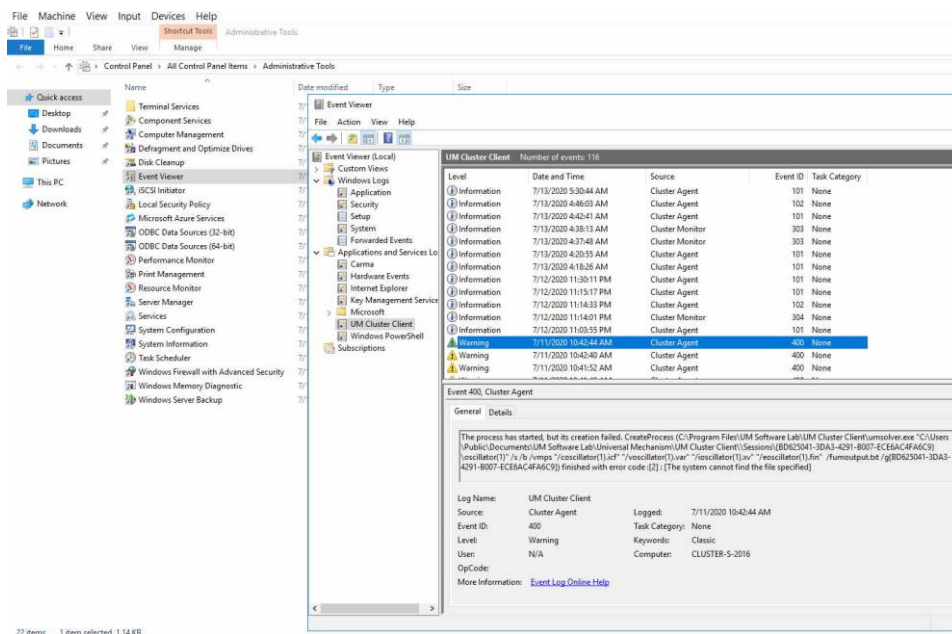 File Machine View Input Devices Help
Shortcut Tools Administrative Tools
File Home Share View Manage
Control Panel > All Control Panel Items > Administrative Tools
Name Date modified Type Size
Quick access
Desktop
Downloads
Documents
Pictures
This PC
Network
Terminal Services
Component Services
Computer Management
Defragment and Optimize Drives
Disk Cleanup
Event Viewer
iSCSI Initiator
Local Security Policy
Microsoft Azure Services
ODBC Data Sources (32-bit)
ODBC Data Sources (64-bit)
Performance Monitor
Print Management
Resource Monitor
Server Manager
Services
System Configuration
System Information
Task Scheduler
Windows Firewall with Advanced Security
Windows Memory Diagnostic
Windows Server Backup
Event Viewer
File Action View Help
Event Viewer (Local)
Custom Views
Windows Logs
Application
Security
Setup
System
Forwarded Events
Applications and Services Lo
Carma
Hardware Events
Internet Explorer
Key Management Service
Microsoft
UM Cluster Client
Windows PowerShell
Subscriptions
UM Cluster Client Number of events: 116
Level Date and Time Source Event ID Task Category
Information 7/13/2020 5:30:44 AM Cluster Agent 101 None
Information 7/13/2020 4:46:03 AM Cluster Agent 102 None
Information 7/13/2020 4:42:41 AM Cluster Agent 101 None
Information 7/13/2020 4:38:13 AM Cluster Monitor 303 None
Information 7/13/2020 4:37:48 AM Cluster Monitor 303 None
Information 7/13/2020 4:20:55 AM Cluster Agent 101 None
Information 7/13/2020 4:18:26 AM Cluster Agent 101 None
Information 7/12/2020 11:30:11 PM Cluster Agent 101 None
Information 7/12/2020 11:15:17 PM Cluster Agent 101 None
Information 7/12/2020 11:14:33 PM Cluster Agent 102 None
Information 7/12/2020 11:14:01 PM Cluster Monitor 304 None
Information 7/12/2020 11:03:55 PM Cluster Agent 101 None
Warning 7/11/2020 10:42:44 AM Cluster Agent 400 None
Warning 7/11/2020 10:42:40 AM Cluster Agent 400 None
Warning 7/11/2020 10:41:52 AM Cluster Agent 400 None
Event 400, Cluster Agent
General Details
The process has started, but its creation failed. CreateProcess (C:\Program Files\UM Software Lab\UM Cluster Client\umsolver.exe "C:\Users
\Public\Documents\UM Software Lab\Universal Mechanism\UM Cluster Client\\Sessions\{BD625041-3DA3-4291-B007-ECE6AC4FA6C9}
\oscillator(1)" /s /b /vmps "/coscillator(1).icf" "/voscillator(1).var" "/ioscillator(1).xv" "/eoscillator(1).fin" /fumoutput.txt /g{BD625041-3DA3-
4291-B007-ECE6AC4FA6C9}) finished with error code :[2] : [The system cannot find the file specified]
Log Name: UM Cluster Client
Source: Cluster Agent Logged: 7/11/2020 10:42:44 AM
Event ID: 400 Task Category: None
Level: Warning Keywords: Classic
User: N/A Computer: CLUSTER-S-2016
OpCode:
More Information: Event Log Online Help
22 items 1 item selected 1.14 KB